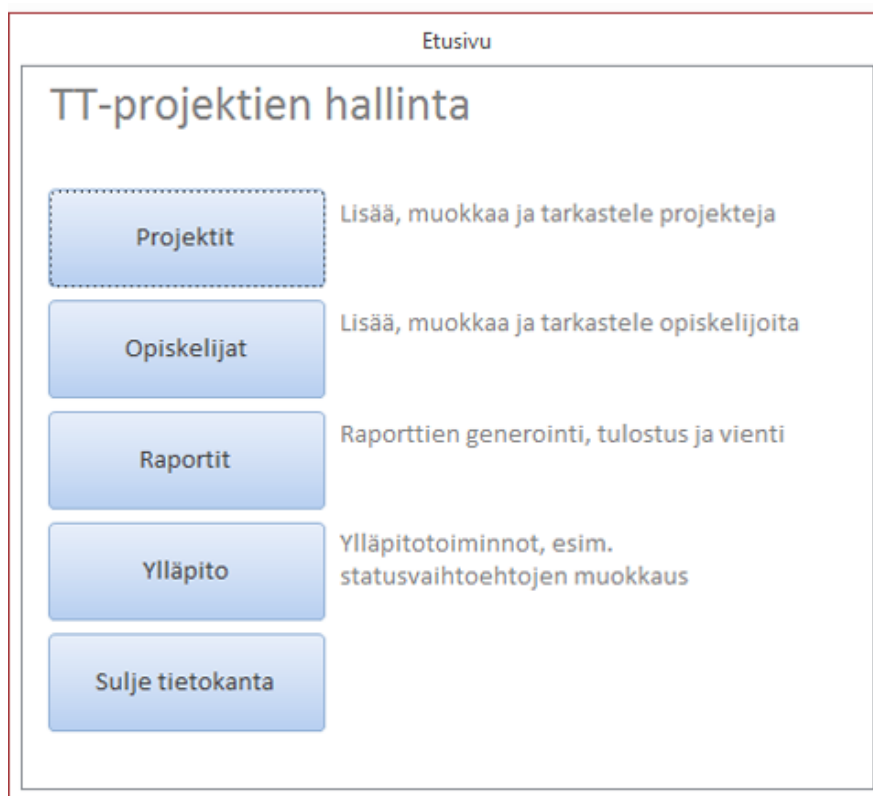 Etusivu
TT-projektien hallinta
Projektit
Lisää, muokkaa ja tarkastele projekteja
Opiskelijat
Lisää, muokkaa ja tarkastele opiskelijoita
Raportit
Raporttien generointi, tulostus ja vienti
Ylläpito
Ylläpitotoiminnot, esim.
statusvaihtoehtojen muokkaus
Sulje tietokanta